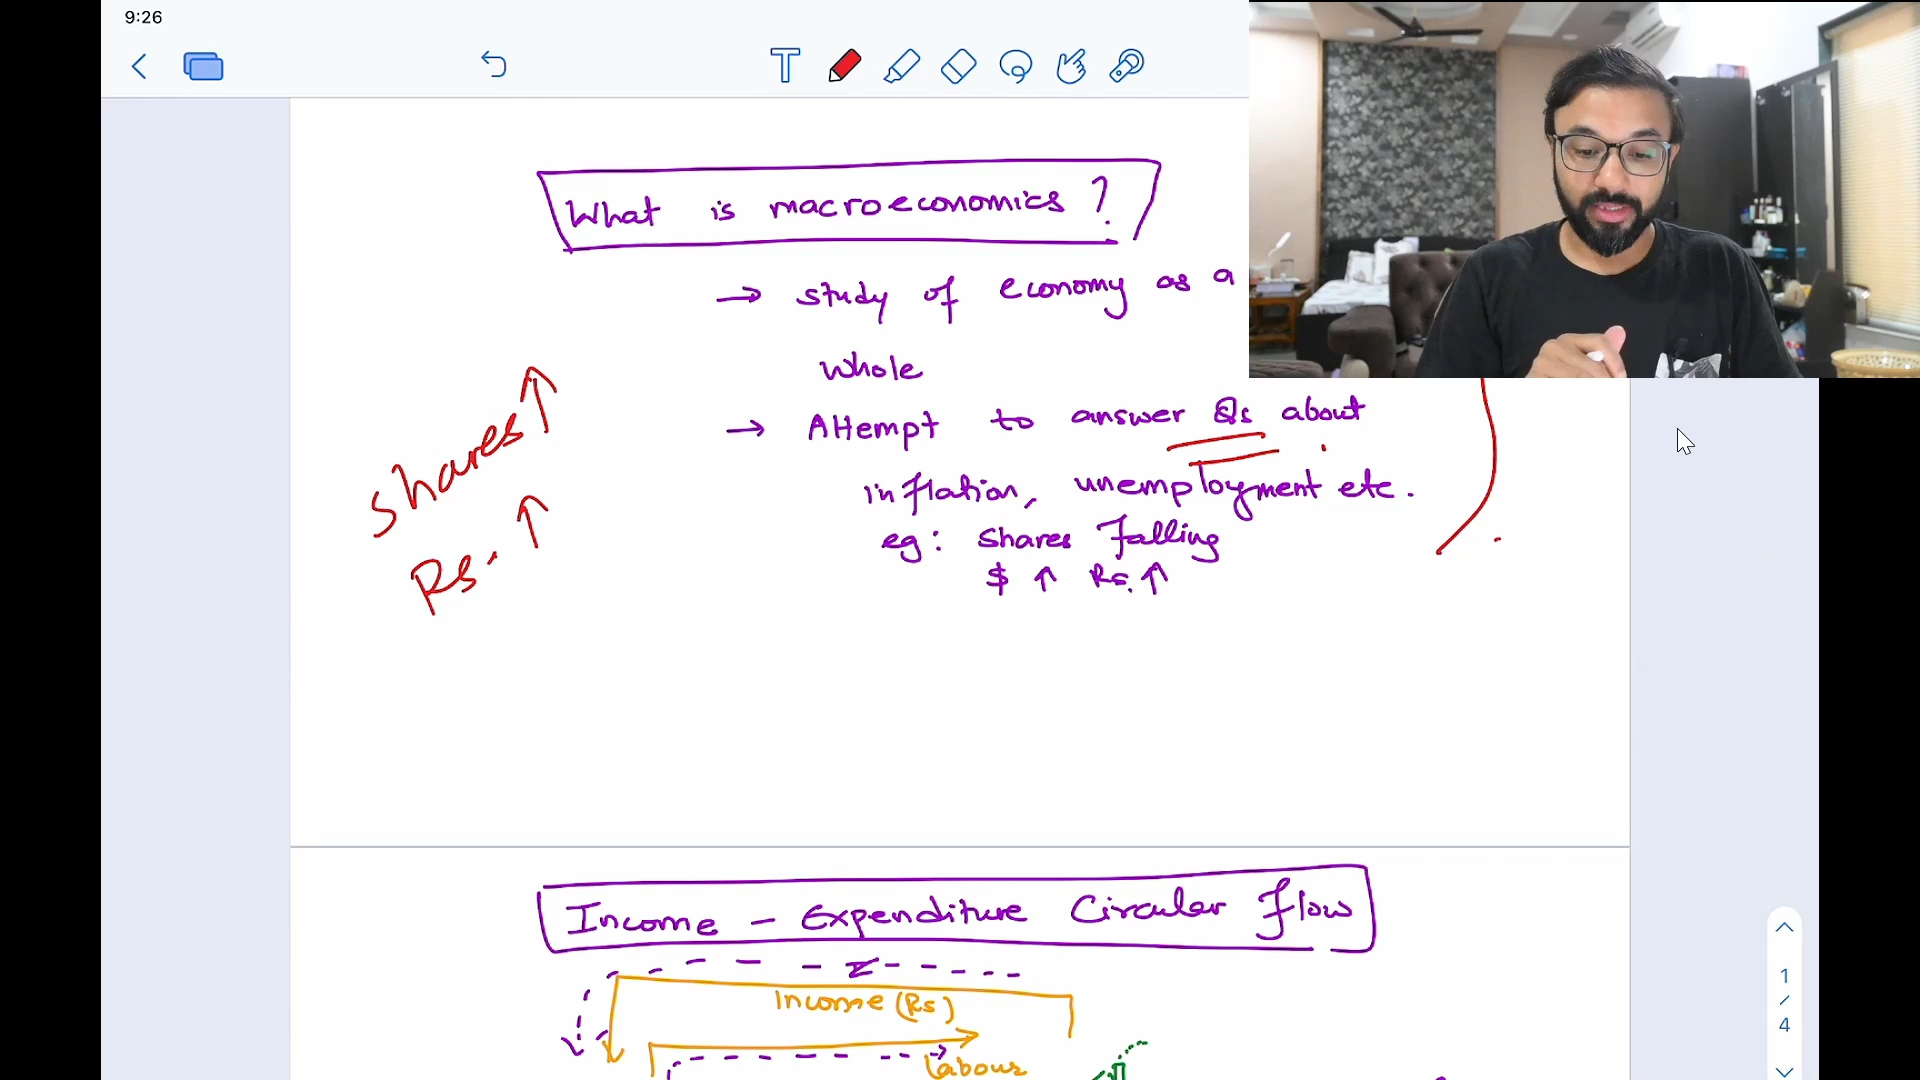 9:26
T
What is macroeconomics ?
→ study of economy as a
whole
→ Attempt to answer Qs about
inflation, unemployment etc.
eg : shares falling
$ ↑ Rs. ↑
shares ↑
Rs. ↑
Income - Expenditure Circular flow
Income (Rs)
Labour
1
/
4